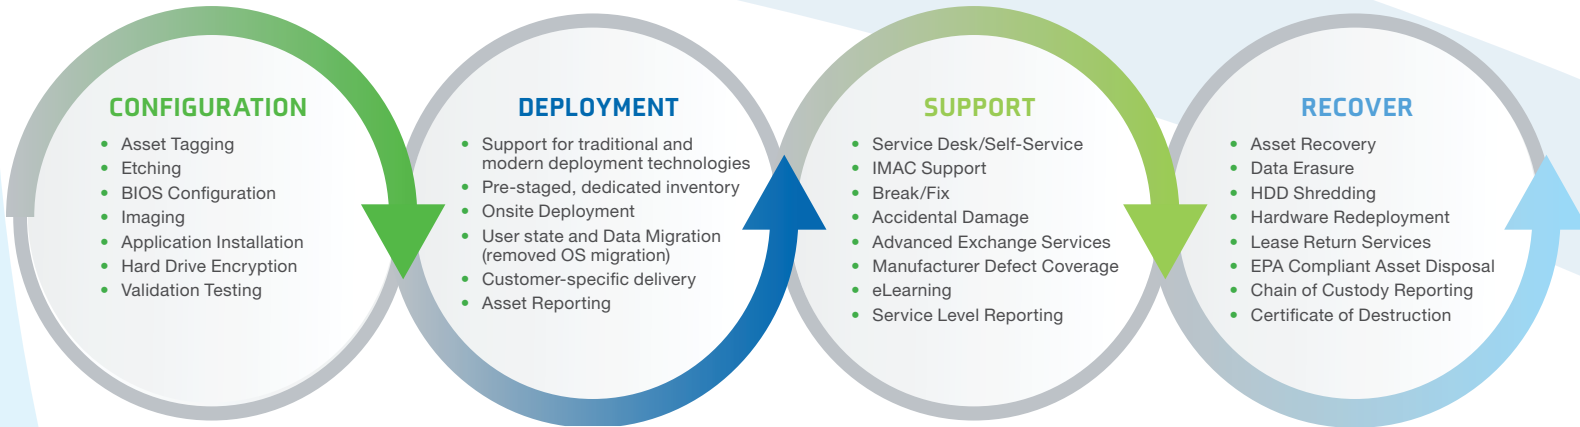 CONFIGURATION
• Asset Tagging
• Etching
• BIOS Configuration
• Imaging
• Application Installation
• Hard Drive Encryption
• Validation Testing
DEPLOYMENT
• Support for traditional and
modern deployment technologies
• Pre-staged, dedicated inventory
• Onsite Deployment
• User state and Data Migration
(removed OS migration)
• Customer-specific delivery
• Asset Reporting
SUPPORT
• Service Desk/Self-Service
• IMAC Support
• Break/Fix
• Accidental Damage
• Advanced Exchange Services
• Manufacturer Defect Coverage
• eLearning
• Service Level Reporting
RECOVER
• Asset Recovery
• Data Erasure
• HDD Shredding
• Hardware Redeployment
• Lease Return Services
• EPA Compliant Asset Disposal
• Chain of Custody Reporting
• Certificate of Destruction